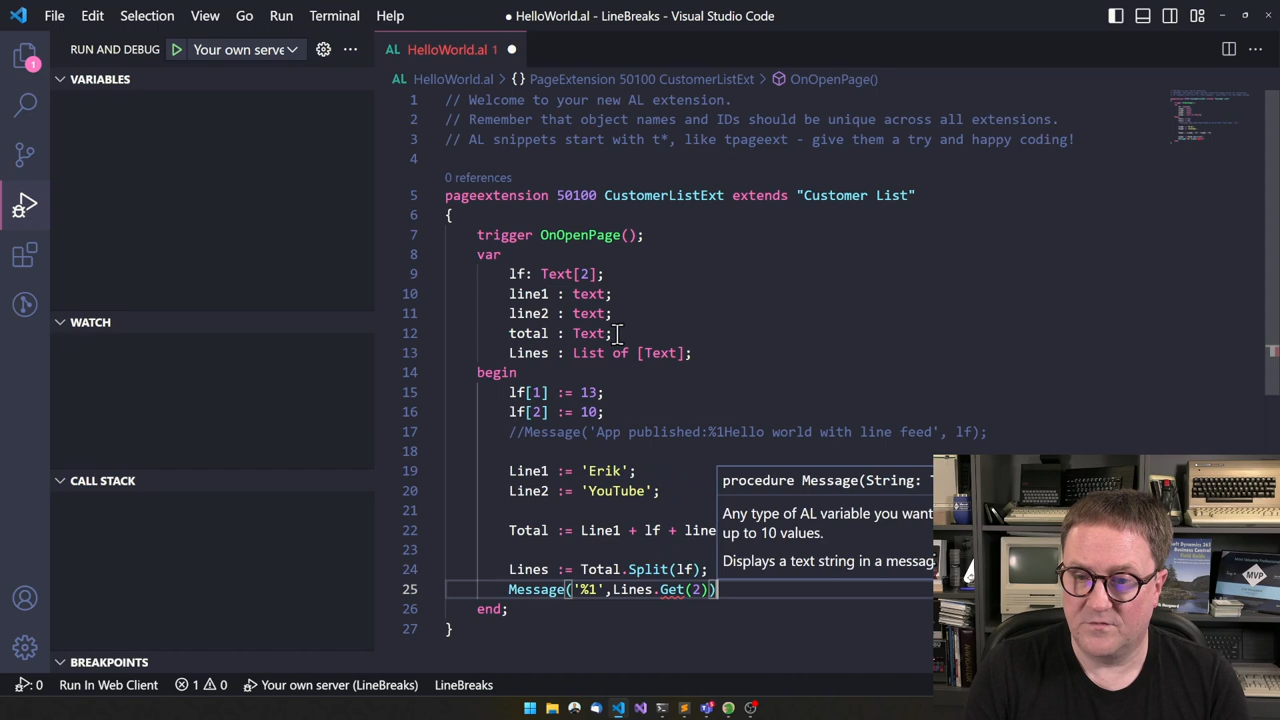 File Edit Selection View Go Run Terminal Help
● HelloWorld.al - LineBreaks - Visual Studio Code
RUN AND DEBUG
Your own serve
AL HelloWorld.al 1
1
VARIABLES
AL HelloWorld.al > {} PageExtension 50100 CustomerListExt > OnOpenPage()
1 // Welcome to your new AL extension.
2 // Remember that object names and IDs should be unique across all extensions.
3 // AL snippets start with t*, like tpageext - give them a try and happy coding!
4
0 references
5 pageextension 50100 CustomerListExt extends "Customer List"
6 {
7 trigger OnOpenPage();
8 var
9 lf: Text[2];
10 line1 : text;
11 line2 : text;
12 total : Text;
13 Lines : List of [Text];
14 begin
15 lf[1] := 13;
16 lf[2] := 10;
17 //Message('App published:%1Hello world with line feed', lf);
18
19 Line1 := 'Erik';
20 Line2 := 'YouTube';
21
22 Total := Line1 + lf + line
23
24 Lines := Total.Split(lf);
25 Message('%1',Lines.Get(2))
26 end;
27 }
WATCH
CALL STACK
BREAKPOINTS
procedure Message(String:
Any type of AL variable you want
up to 10 values.
Displays a text string in a messag
MVP
0 Run In Web Client 1 0 Your own server (LineBreaks) LineBreaks